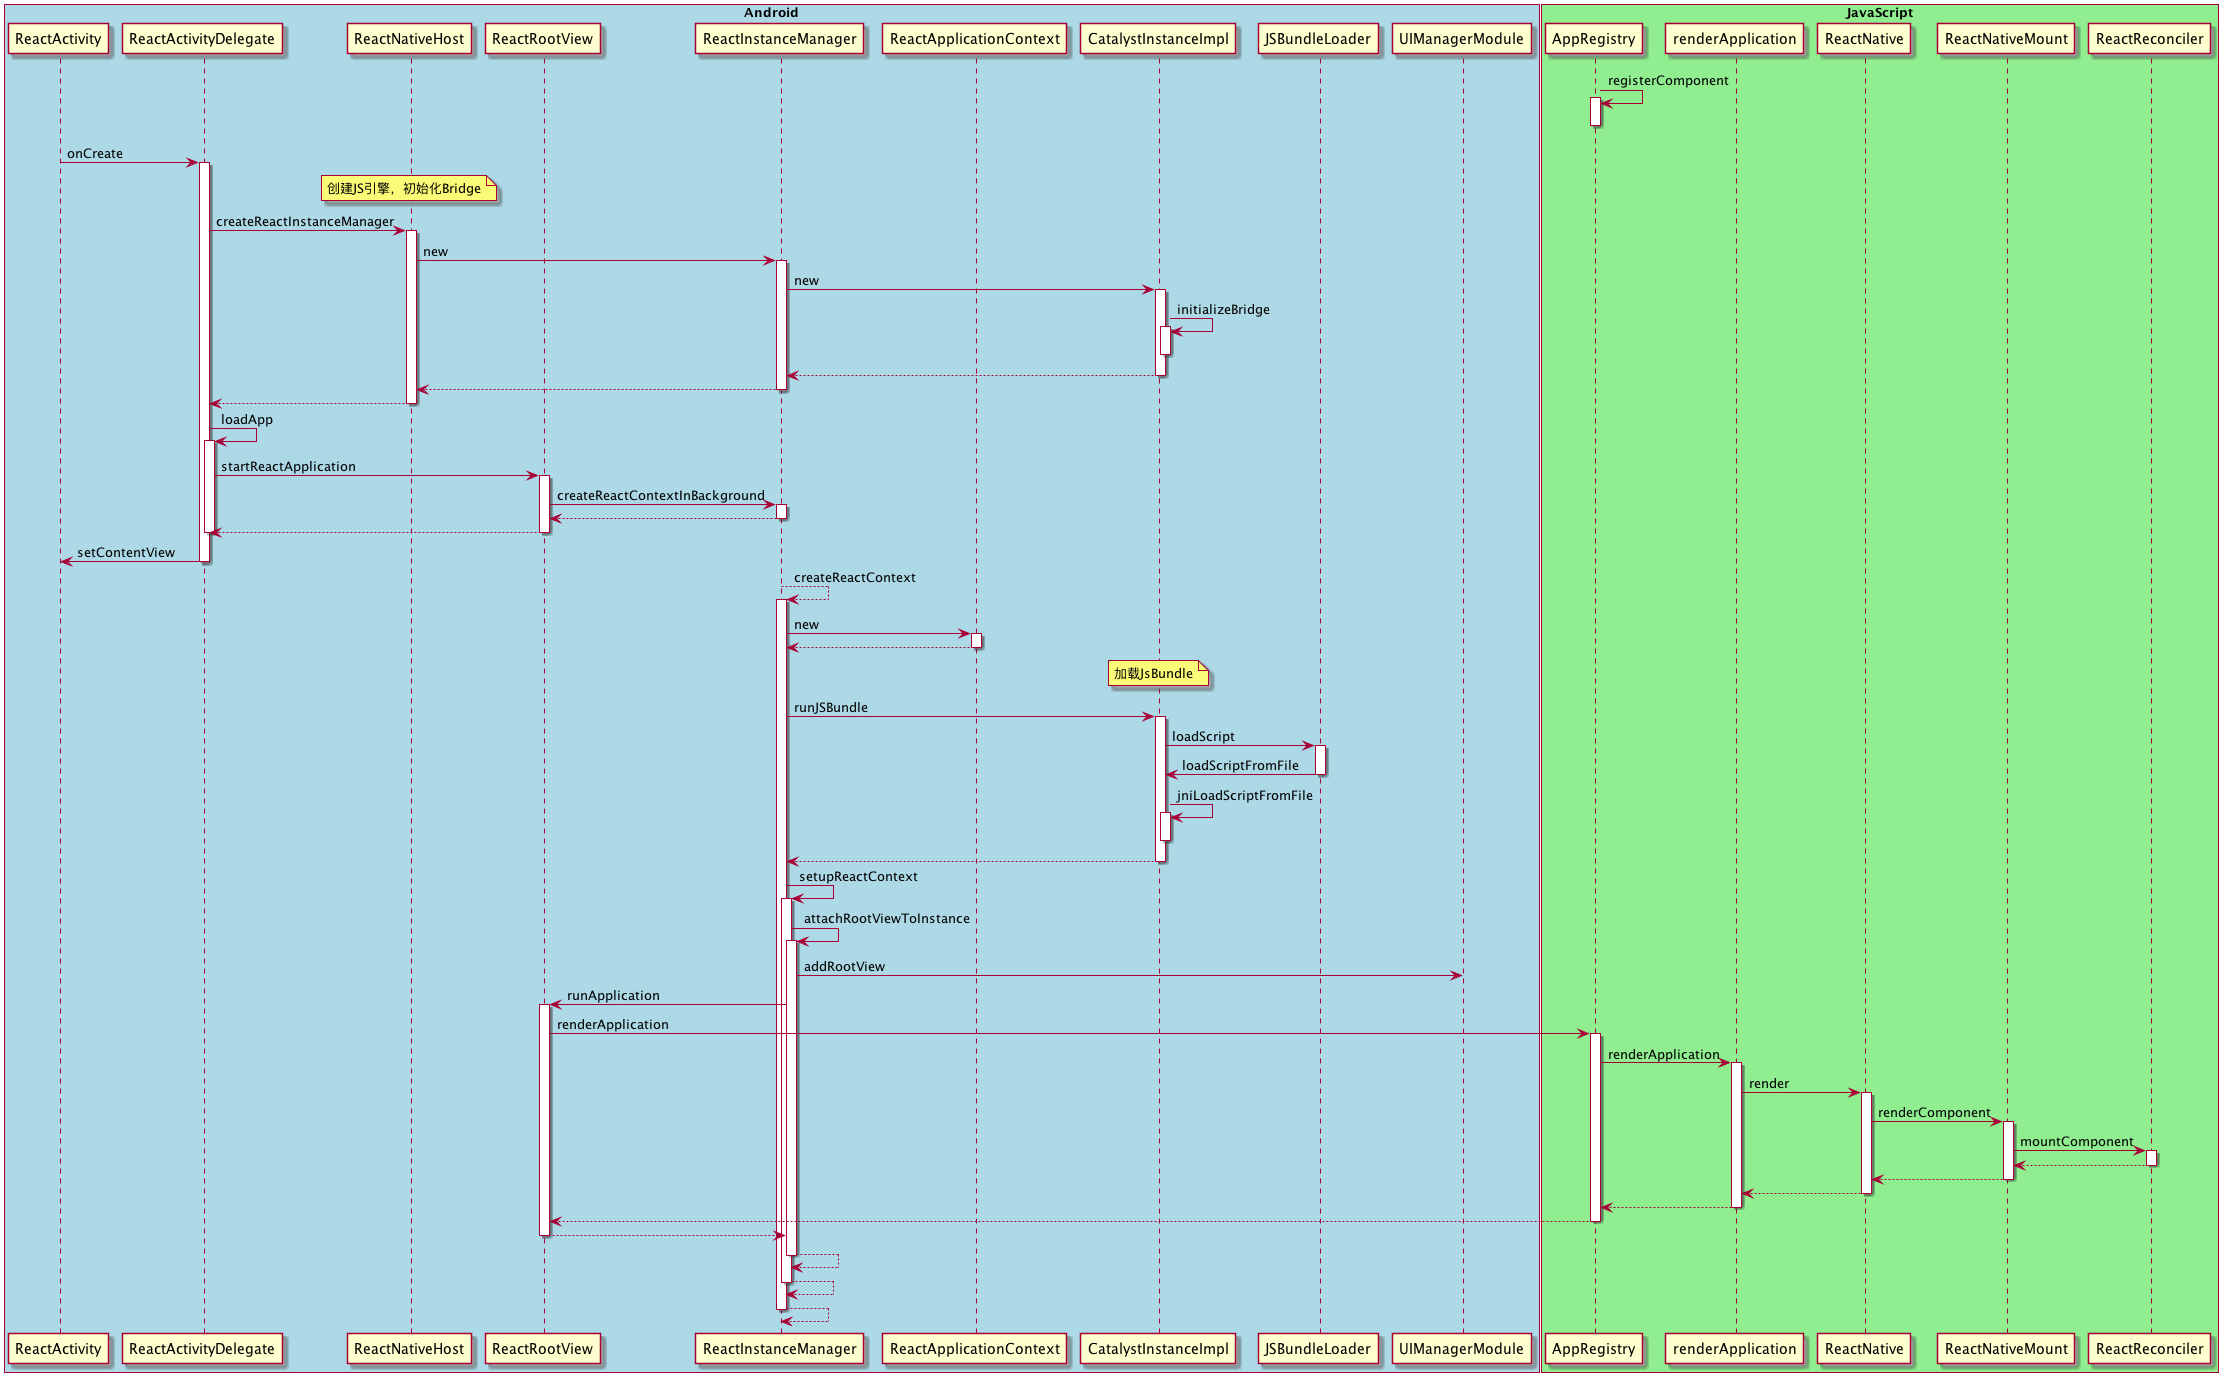 Android
JavaScript
ReactActivity
ReactActivityDelegate
ReactNativeHost
ReactRootView
ReactInstanceManager
ReactApplicationContext
CatalystInstanceImpl
JSBundleLoader
UIManagerModule
AppRegistry
renderApplication
ReactNative
ReactNativeMount
ReactReconciler
registerComponent
onCreate
创建JS引擎，初始化Bridge
createReactInstanceManager
new
new
initializeBridge
loadApp
startReactApplication
createReactContextInBackground
setContentView
createReactContext
new
加载JsBundle
runJSBundle
loadScript
loadScriptFromFile
jniLoadScriptFromFile
setupReactContext
attachRootViewToInstance
addRootView
runApplication
renderApplication
renderApplication
render
renderComponent
mountComponent
ReactActivity
ReactActivityDelegate
ReactNativeHost
ReactRootView
ReactInstanceManager
ReactApplicationContext
CatalystInstanceImpl
JSBundleLoader
UIManagerModule
AppRegistry
renderApplication
ReactNative
ReactNativeMount
ReactReconciler